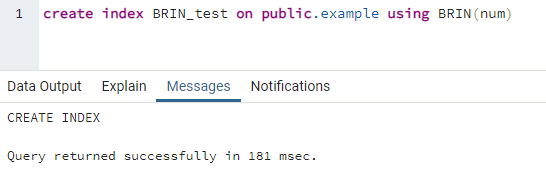 1 create index BRIN_test on public.example using BRIN(num)
Data Output Explain Messages Notifications
CREATE INDEX
Query returned successfully in 181 msec.